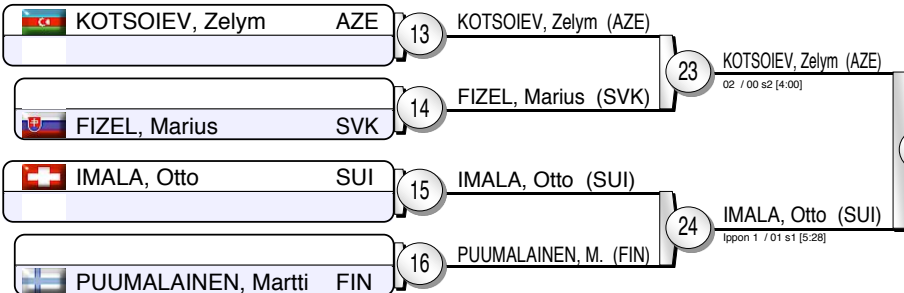 KOTSOIEV, Zelym AZE
13
KOTSOIEV, Zelym (AZE)
23
KOTSOIEV, Zelym (AZE)
02 / 00 s2 [4:00]
14
FIZEL, Marius (SVK)
FIZEL, Marius SVK
IMALA, Otto SUI
15
IMALA, Otto (SUI)
24
IMALA, Otto (SUI)
Ippon 1 / 01 s1 [5:28]
16
PUUMALAINEN, M. (FIN)
PUUMALAINEN, Martti FIN